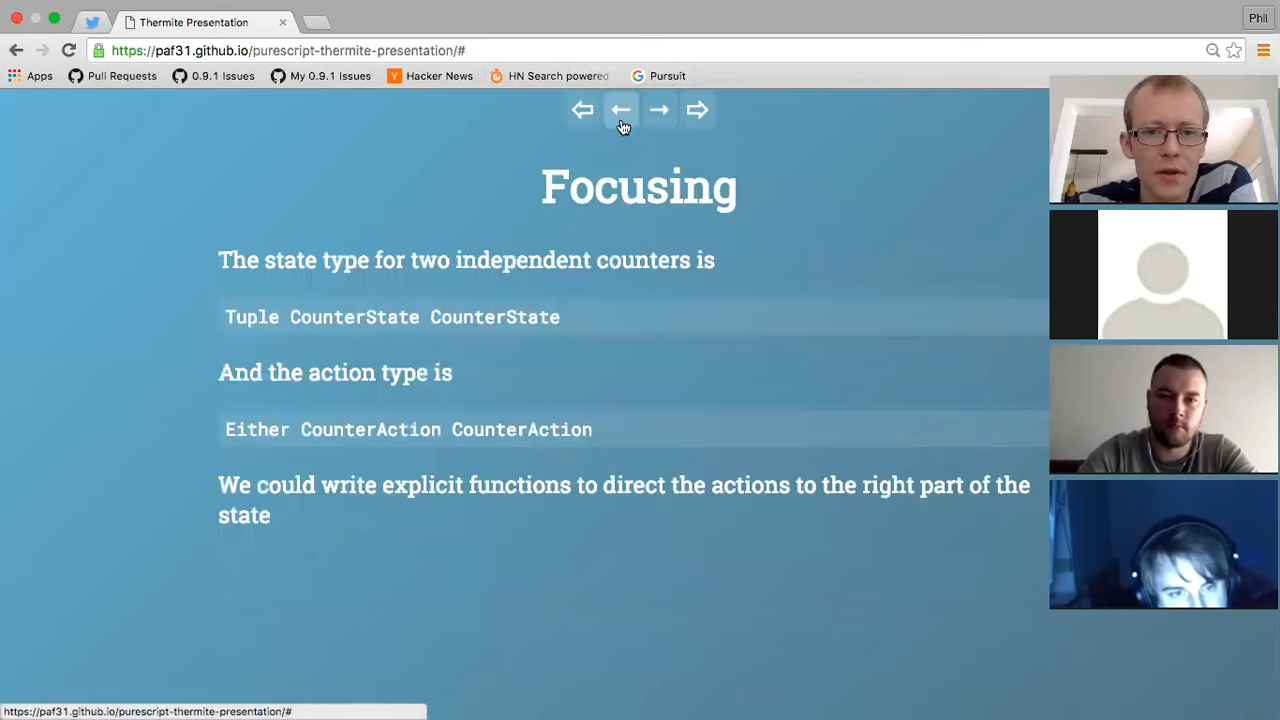 Thermite Presentation
Phil
https://paf31.github.io/purescript-thermite-presentation/#
Apps
Pull Requests
0.9.1 Issues
My 0.9.1 Issues
Hacker News
HN Search powered
Pursuit
Focusing
The state type for two independent counters is
Tuple CounterState CounterState
And the action type is
Either CounterAction CounterAction
We could write explicit functions to direct the actions to the right part of the
state
https://paf31.github.io/purescript-thermite-presentation/#